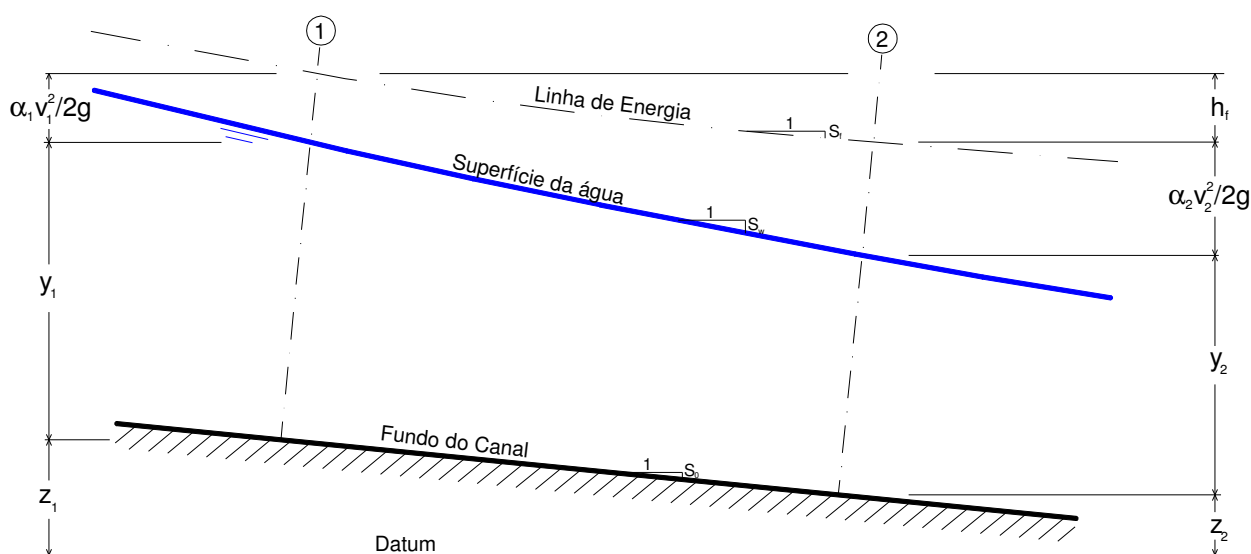 1
2
α₁v₁²/2g
Linha de Energia
1
S_f
h_f
Superfície da água
1
S_w
α₂v₂²/2g
y₁
y₂
Fundo do Canal
1
S₀
z₁
z₂
Datum